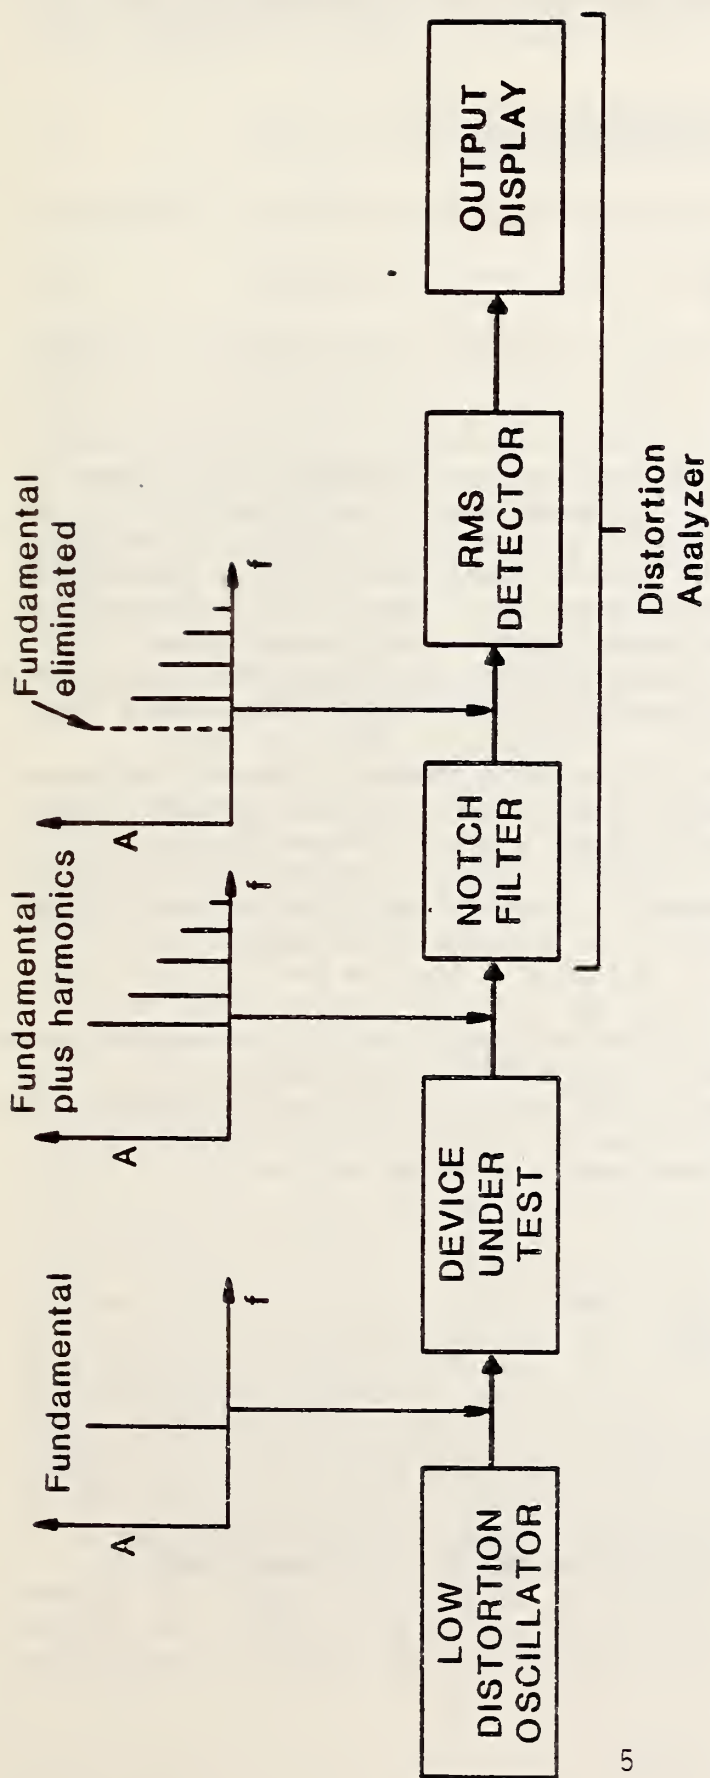 Fundamental
A
f
Fundamental
plus harmonics
A
f
Fundamental
eliminated
A
f
LOW
DISTORTION
OSCILLATOR
DEVICE
UNDER
TEST
NOTCH
FILTER
RMS
DETECTOR
OUTPUT
DISPLAY
Distortion
Analyzer
5